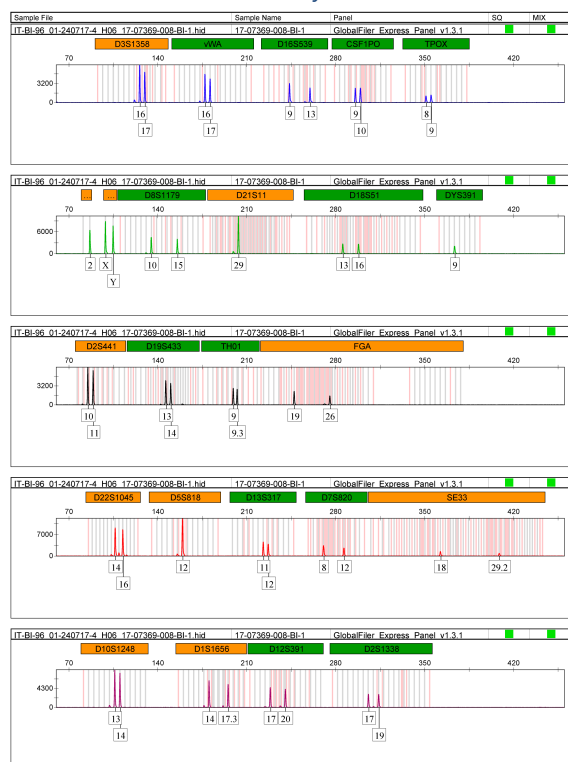 Sample File Sample Name Panel SQ MIX
IT-BI-96_01-240717-4_H06_17-07369-008-BI-1.hid 17-07369-008-BI-1 GlobalFiler_Express_Panel_v1.3.1
D3S1358 vWA D16S539 CSF1PO TPOX
70 140 210 280 350 420
3200
0
16 16 9 13 9 8
17 17 10 9
IT-BI-96_01-240717-4_H06_17-07369-008-BI-1.hid 17-07369-008-BI-1 GlobalFiler_Express_Panel_v1.3.1
... ... D8S1179 D21S11 D18S51 DYS391
70 140 210 280 350 420
6000
0
2 X 10 15 29 13 16 9
Y
IT-BI-96_01-240717-4_H06_17-07369-008-BI-1.hid 17-07369-008-BI-1 GlobalFiler_Express_Panel_v1.3.1
D2S441 D19S433 TH01 FGA
70 140 210 280 350 420
3200
0
10 13 9 19 26
11 14 9.3
IT-BI-96_01-240717-4_H06_17-07369-008-BI-1.hid 17-07369-008-BI-1 GlobalFiler_Express_Panel_v1.3.1
D22S1045 D5S818 D13S317 D7S820 SE33
70 140 210 280 350 420
7000
0
14 12 11 8 12 18 29.2
16 12
IT-BI-96_01-240717-4_H06_17-07369-008-BI-1.hid 17-07369-008-BI-1 GlobalFiler_Express_Panel_v1.3.1
D10S1248 D1S1656 D12S391 D2S1338
70 140 210 280 350 420
4300
0
13 14 17.3 17 20 17
14 19